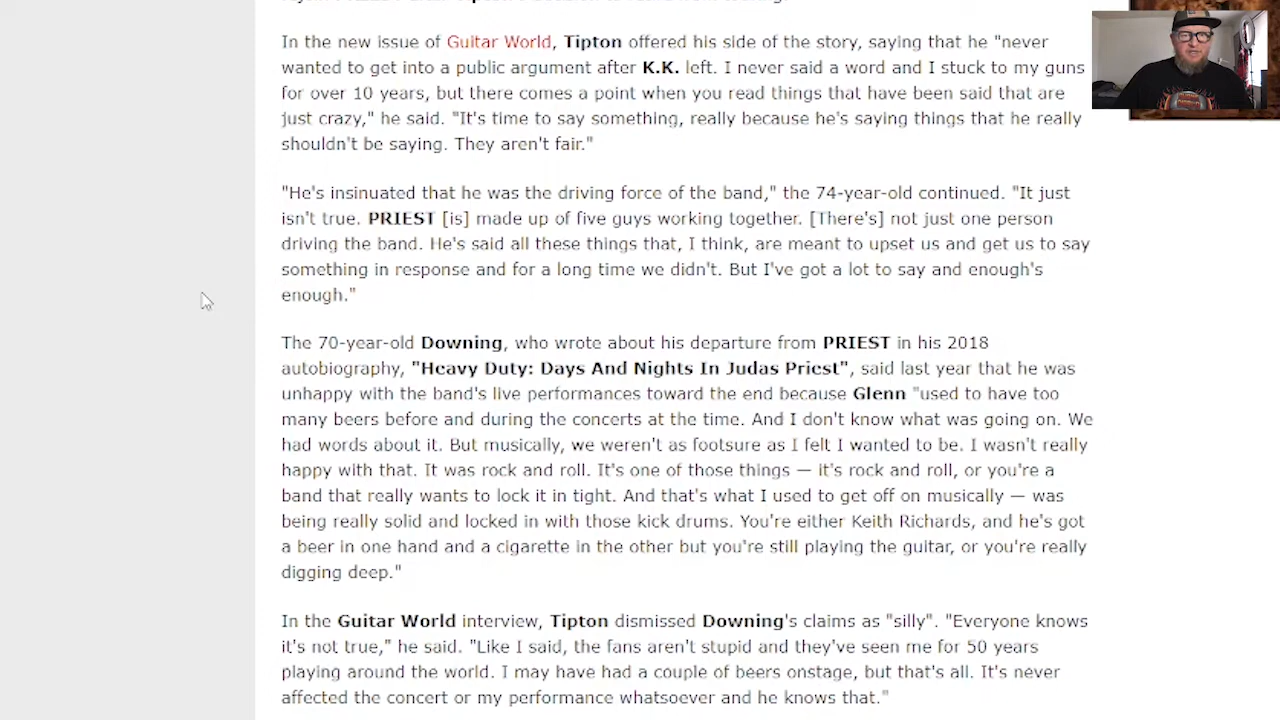 In the new issue of Guitar World, Tipton offered his side of the story, saying that he "never
wanted to get into a public argument after K.K. left. I never said a word and I stuck to my guns
for over 10 years, but there comes a point when you read things that have been said that are
just crazy," he said. "It's time to say something, really because he's saying things that he really
shouldn't be saying. They aren't fair."
"He's insinuated that he was the driving force of the band," the 74-year-old continued. "It just
isn't true. PRIEST [is] made up of five guys working together. [There's] not just one person
driving the band. He's said all these things that, I think, are meant to upset us and get us to say
something in response and for a long time we didn't. But I've got a lot to say and enough's
enough."
The 70-year-old Downing, who wrote about his departure from PRIEST in his 2018
autobiography, "Heavy Duty: Days And Nights In Judas Priest", said last year that he was
unhappy with the band's live performances toward the end because Glenn "used to have too
many beers before and during the concerts at the time. And I don't know what was going on. We
had words about it. But musically, we weren't as footsure as I felt I wanted to be. I wasn't really
happy with that. It was rock and roll. It's one of those things — it's rock and roll, or you're a
band that really wants to lock it in tight. And that's what I used to get off on musically — was
being really solid and locked in with those kick drums. You're either Keith Richards, and he's got
a beer in one hand and a cigarette in the other but you're still playing the guitar, or you're really
digging deep."
In the Guitar World interview, Tipton dismissed Downing's claims as "silly". "Everyone knows
it's not true," he said. "Like I said, the fans aren't stupid and they've seen me for 50 years
playing around the world. I may have had a couple of beers onstage, but that's all. It's never
affected the concert or my performance whatsoever and he knows that."